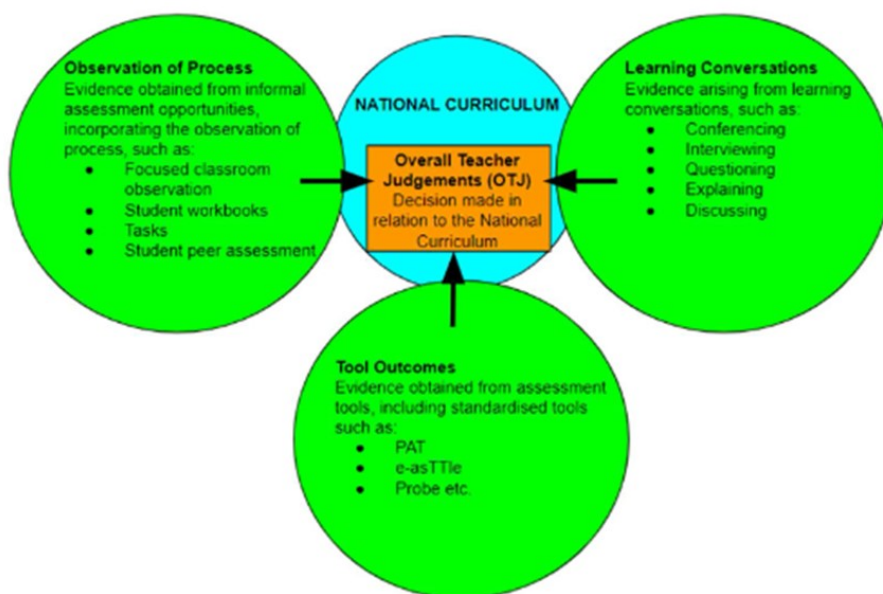 Observation of Process
Evidence obtained from informal
assessment opportunities,
incorporating the observation of
process, such as:
● Focused classroom
observation
● Student workbooks
● Tasks
● Student peer assessment
NATIONAL CURRICULUM
Overall Teacher
Judgements (OTJ)
Decision made in
relation to the National
Curriculum
Learning Conversations
Evidence arising from learning
conversations, such as:
● Conferencing
● Interviewing
● Questioning
● Explaining
● Discussing
Tool Outcomes
Evidence obtained from assessment
tools, including standardised tools
such as:
● PAT
● e-asTTle
● Probe etc.